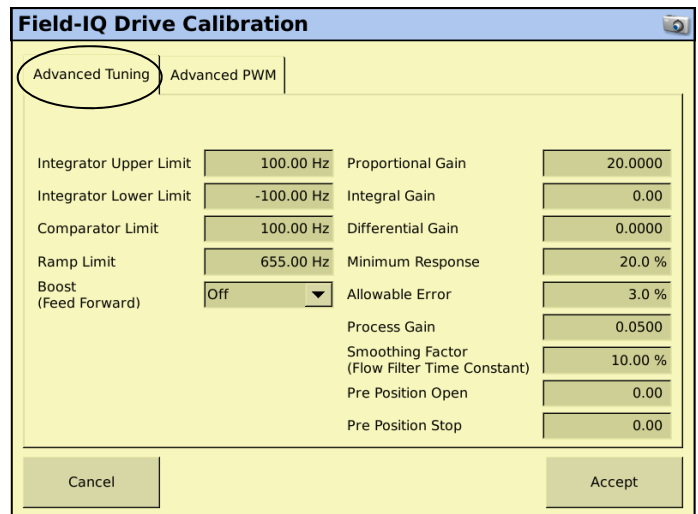 Field-IQ Drive Calibration
Advanced Tuning
Advanced PWM
Integrator Upper Limit 100.00 Hz
Integrator Lower Limit -100.00 Hz
Comparator Limit 100.00 Hz
Ramp Limit 655.00 Hz
Boost
(Feed Forward)
Off
Proportional Gain 20.0000
Integral Gain 0.00
Differential Gain 0.0000
Minimum Response 20.0 %
Allowable Error 3.0 %
Process Gain 0.0500
Smoothing Factor
(Flow Filter Time Constant)
10.00 %
Pre Position Open 0.00
Pre Position Stop 0.00
Cancel
Accept